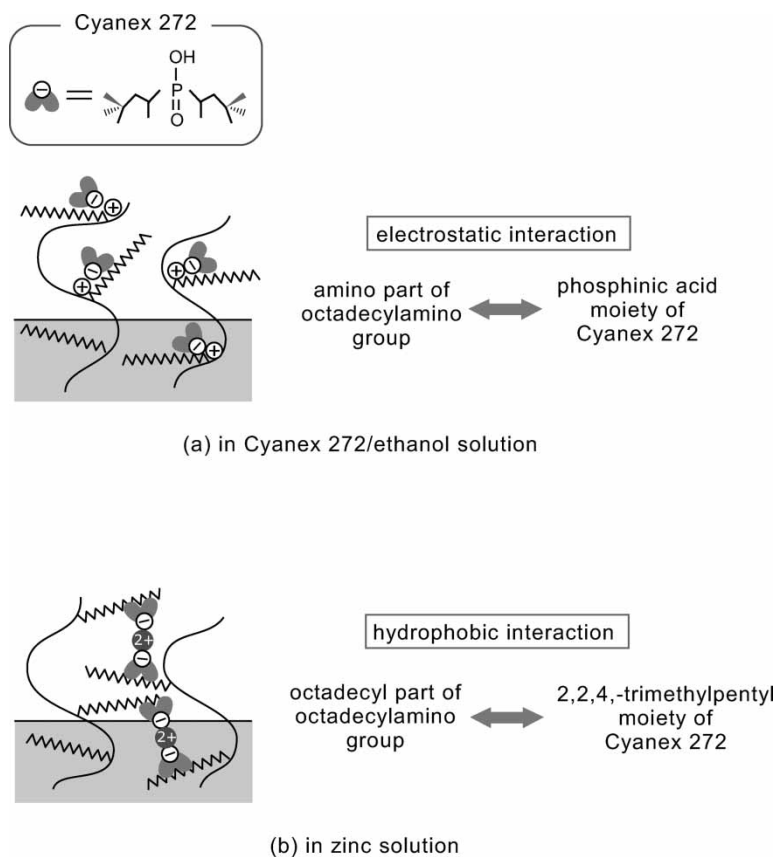 Cyanex 272
OH
P
O
electrostatic interaction
amino part of
octadecylamino
group
phosphinic acid
moiety of
Cyanex 272
(a) in Cyanex 272/ethanol solution
2+
2+
hydrophobic interaction
octadecyl part of
octadecylamino
group
2,2,4,-trimethylpentyl
moiety of
Cyanex 272
(b) in zinc solution